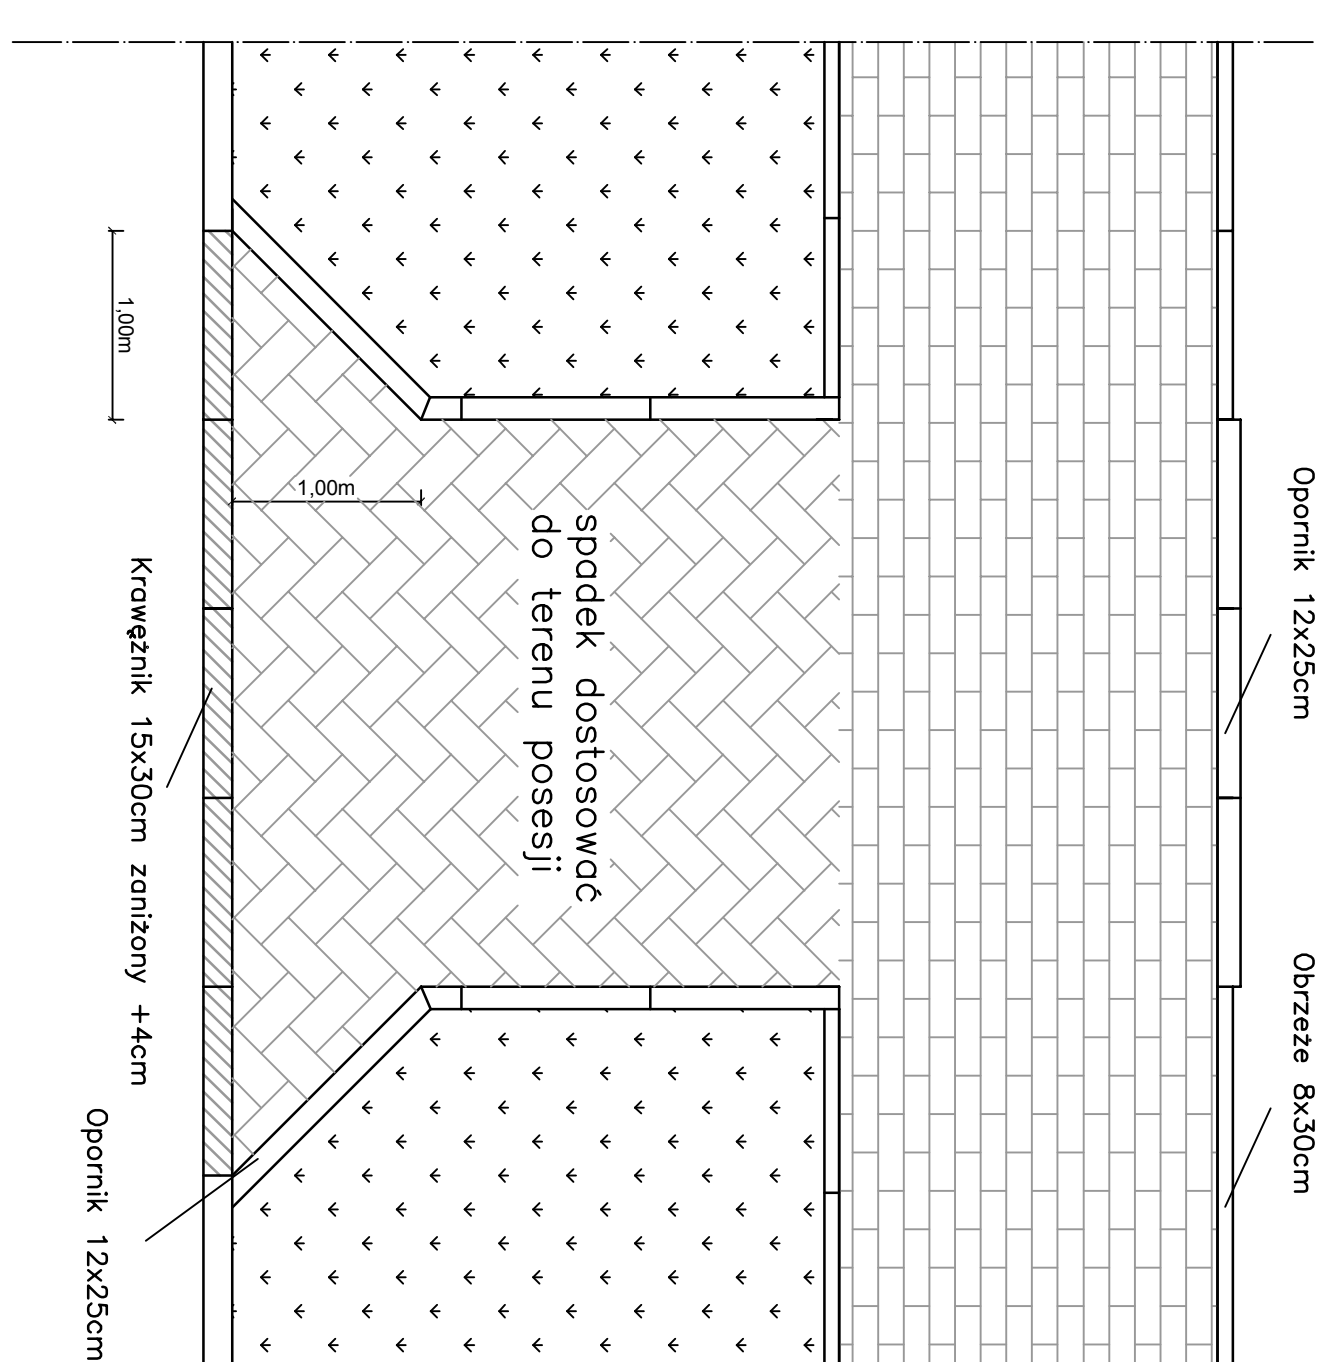 Opornik 12x25cm
Obrzeże 8x30cm
spadek dostosować
do terenu posesji
1,00m
1,00m
Krawężnik 15x30cm zaniżony +4cm
Opornik 12x25cm